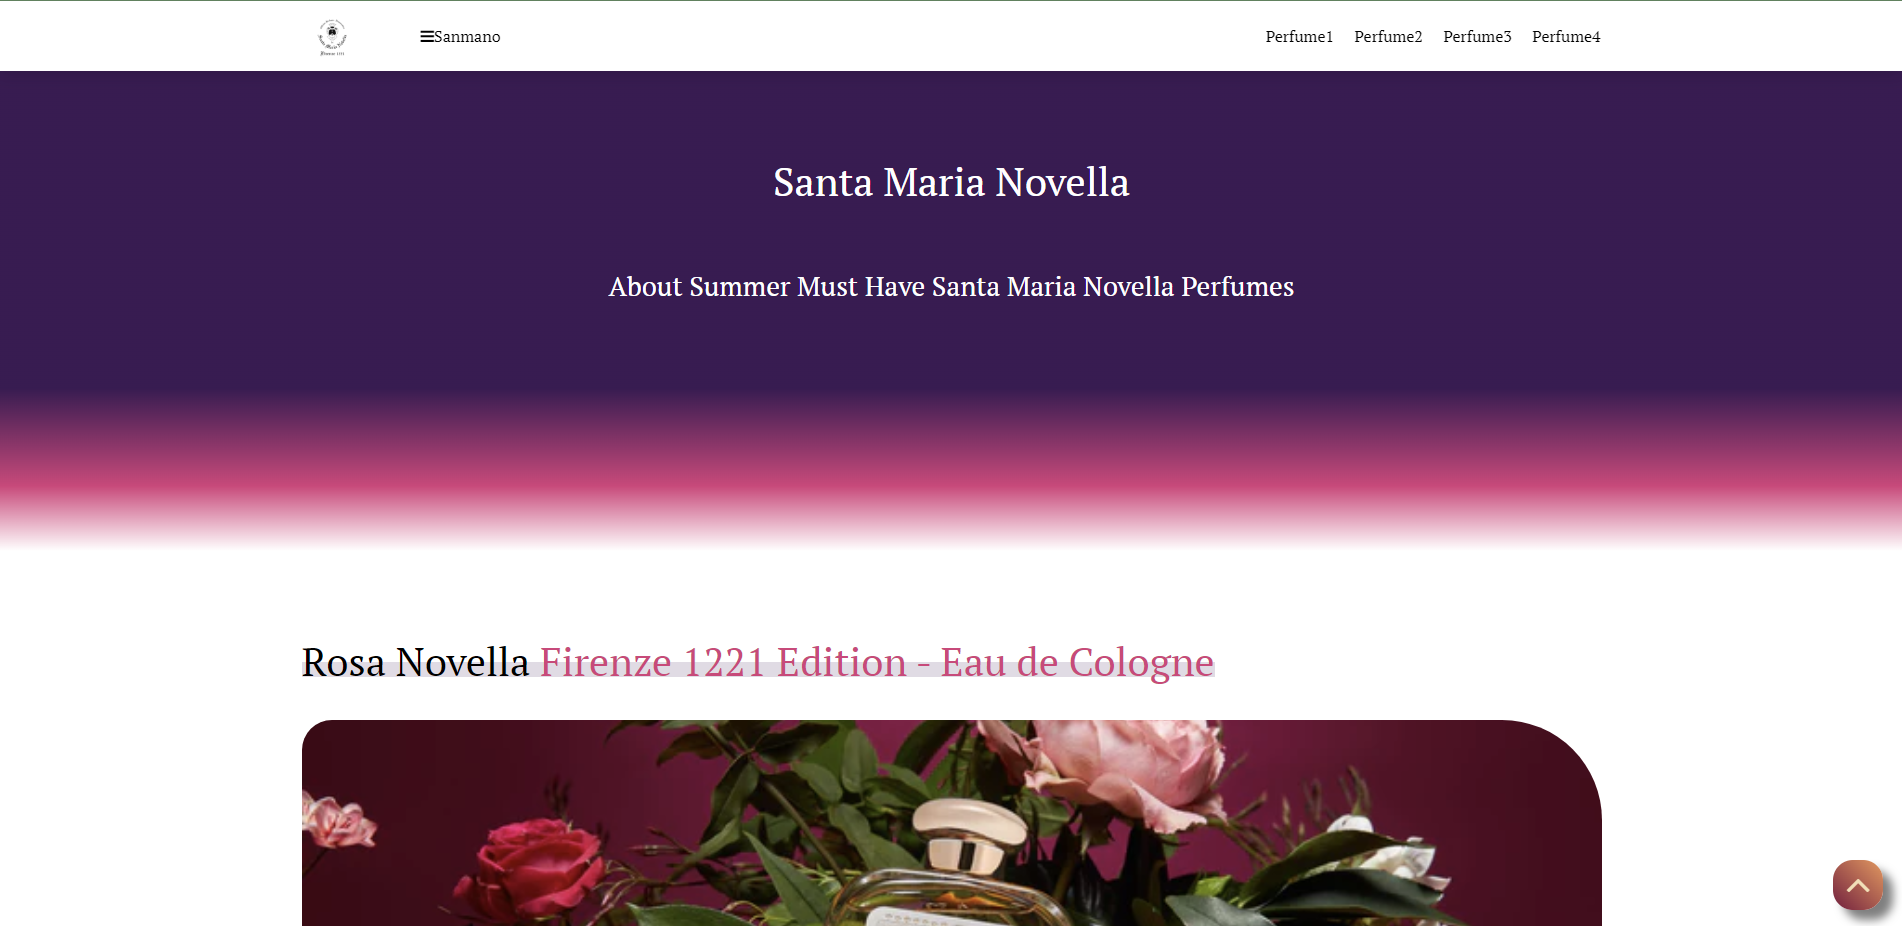 Sanmano
Perfume1 Perfume2 Perfume3 Perfume4
Santa Maria Novella
About Summer Must Have Santa Maria Novella Perfumes
Rosa Novella Firenze 1221 Edition - Eau de Cologne